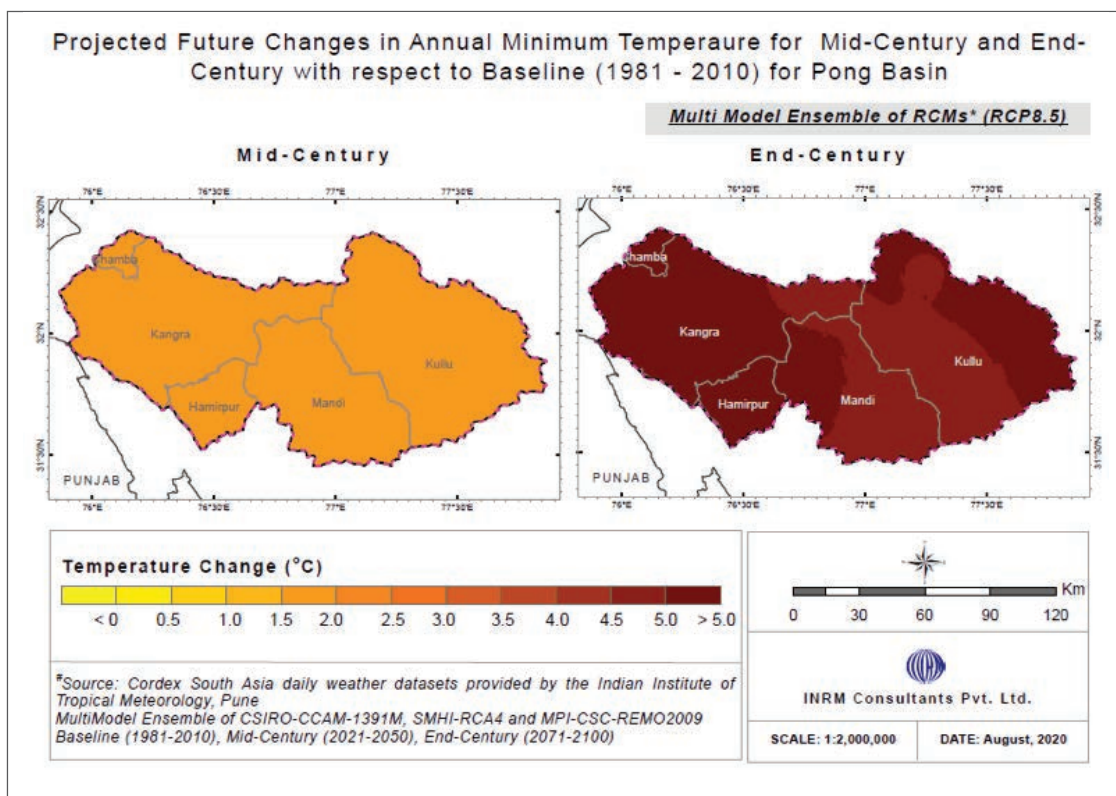 Projected Future Changes in Annual Minimum Temperaure for Mid-Century and End-
Century with respect to Baseline (1981 - 2010) for Pong Basin
Multi Model Ensemble of RCMs* (RCP8.5)
Mid-Century
76°E 76°30'E 77°E 77°30'E
32°30'N
32°N
31°30'N
Chamba
Kangra
Kullu
Hamirpur
Mandi
PUNJAB
76°E 76°30'E 77°E 77°30'E
End-Century
76°E 76°30'E 77°E 77°30'E
32°30'N
32°N
31°30'N
Chamba
Kangra
Kullu
Hamirpur
Mandi
PUNJAB
76°E 76°30'E 77°E 77°30'E
Temperature Change (°C)
< 0 0.5 1.0 1.5 2.0 2.5 3.0 3.5 4.0 4.5 5.0 > 5.0
#Source: Cordex South Asia daily weather datasets provided by the Indian Institute of
Tropical Meteorology, Pune
MultiModel Ensemble of CSIRO-CCAM-1391M, SMHI-RCA4 and MPI-CSC-REMO2009
Baseline (1981-2010), Mid-Century (2021-2050), End-Century (2071-2100)
Km
0 30 60 90 120
INRM
INRM Consultants Pvt. Ltd.
SCALE: 1:2,000,000
DATE: August, 2020